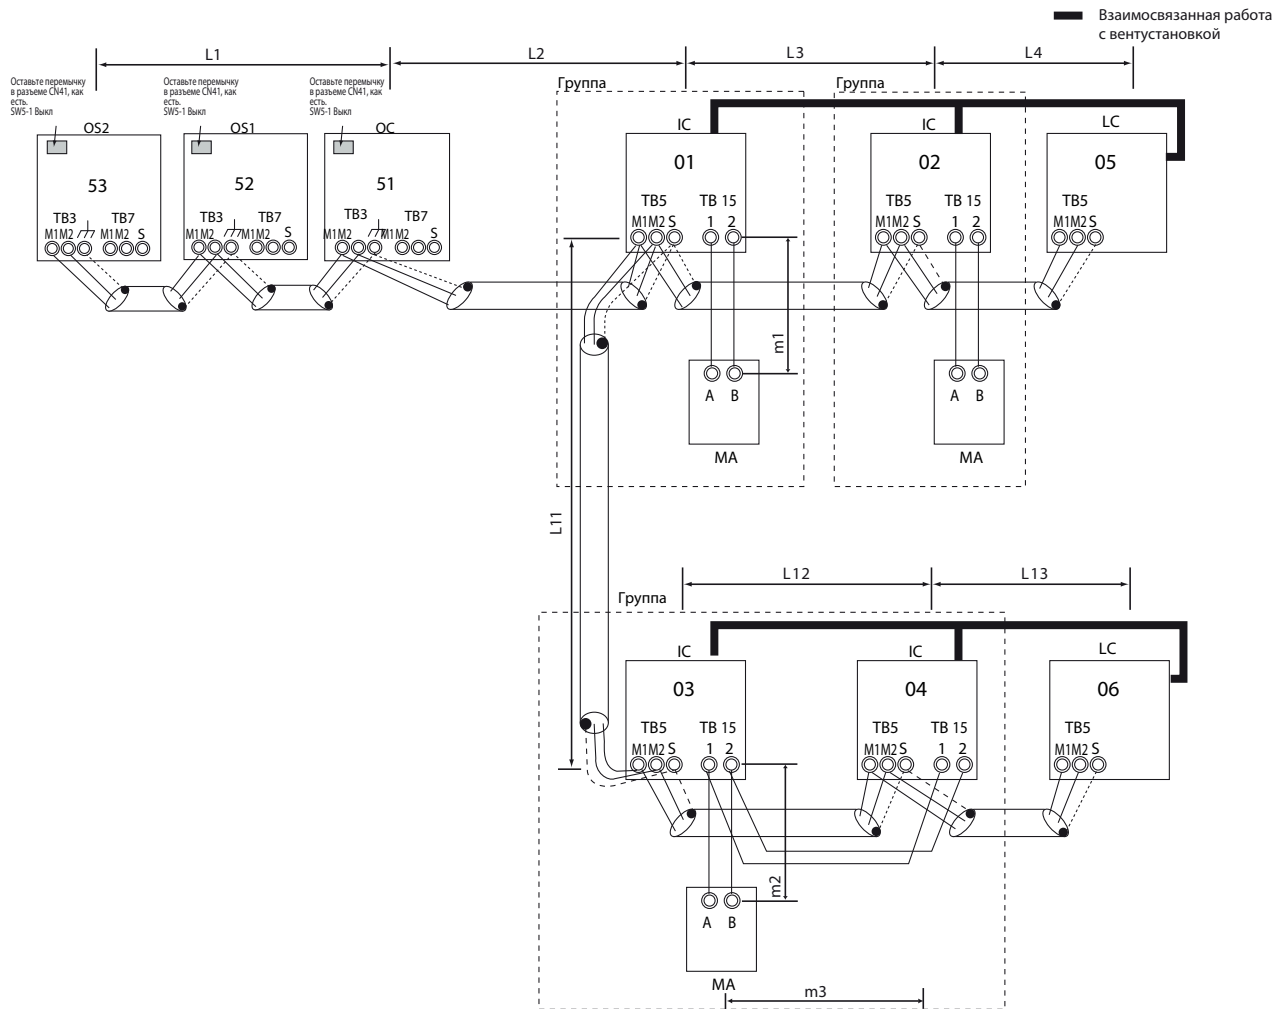 Взаимосвязанная работа
с вентустановкой
L1
L2
L3
L4
Оставьте перемычку
в разъеме CN41, как
есть.
SW5-1 Выкл
Оставьте перемычку
в разъеме CN41, как
есть.
SW5-1 Выкл
Оставьте перемычку
в разъеме CN41, как
есть.
SW5-1 Выкл
Группа
Группа
OS2
OS1
OC
IC
IC
LC
53
52
51
01
02
05
TB3
TB7
M1M2
M1M2
S
TB3
TB7
M1M2
M1M2
S
TB3
TB7
M1M2
M1M2
S
TB5
TB 15
M1M2 S
1
2
TB5
TB 15
M1M2 S
1
2
TB5
M1M2 S
m1
A
B
MA
A
B
MA
L11
L12
L13
Группа
IC
IC
LC
03
04
06
TB5
TB 15
M1M2 S
1
2
TB5
TB 15
M1M2 S
1
2
TB5
M1M2 S
m2
A
B
MA
m3